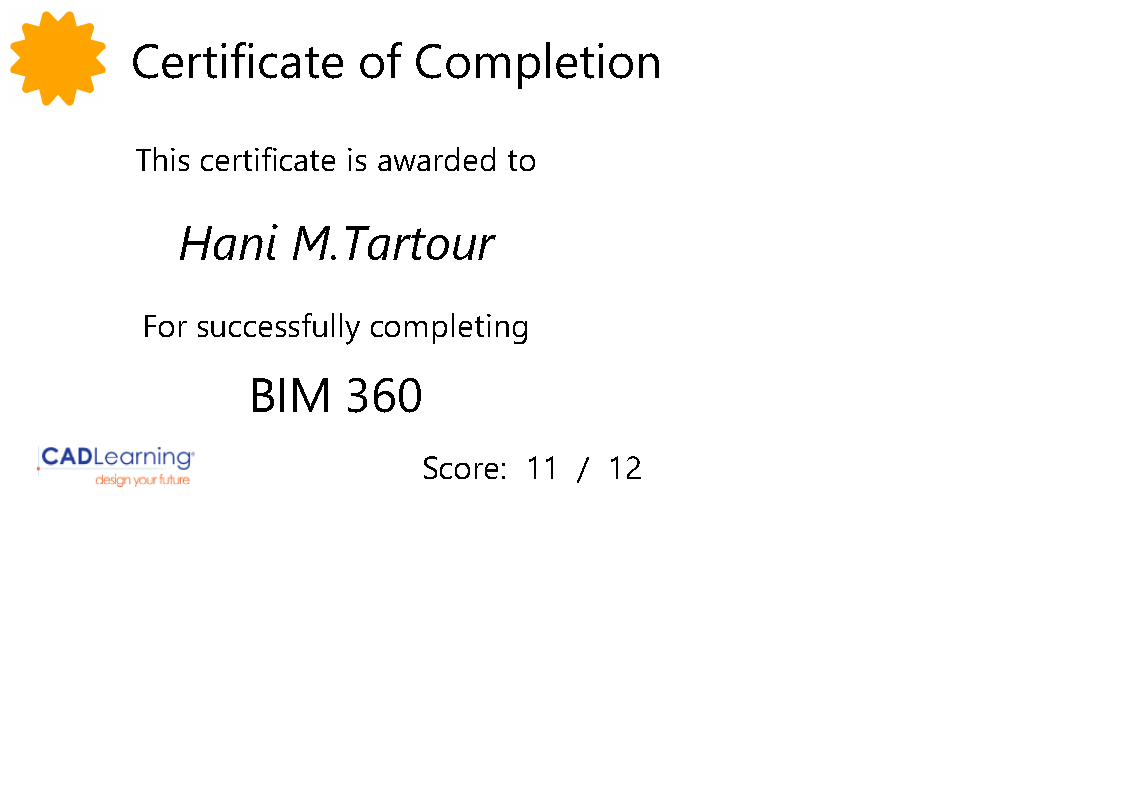 Certificate of Completion
This certificate is awarded to
Hani M.Tartour
For successfully completing
BIM 360
CADLearning®
design your future
Score: 11 / 12